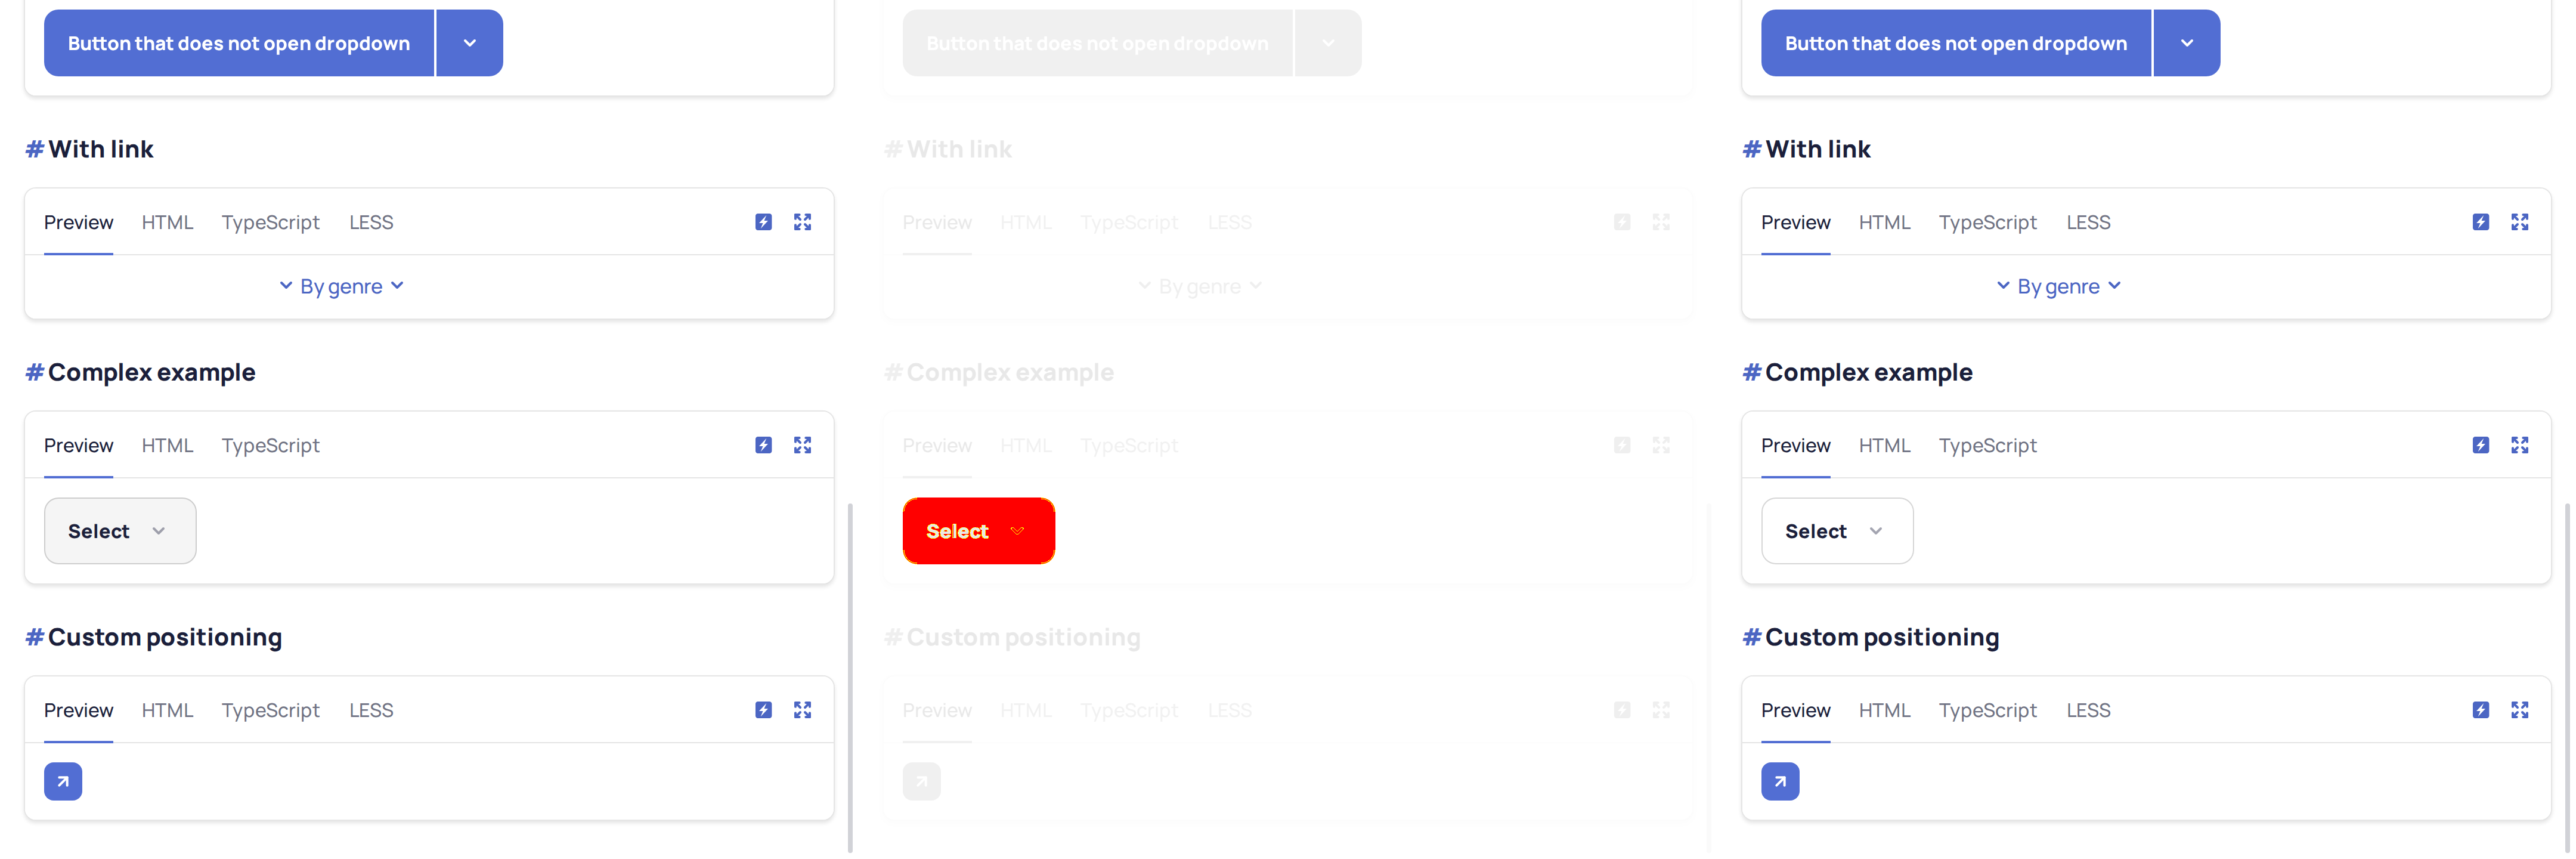 Button that does not open dropdown
# With link
Preview HTML TypeScript LESS
By genre
# Complex example
Preview HTML TypeScript
Select
# Custom positioning
Preview HTML TypeScript LESS
Button that does not open dropdown
# With link
Preview HTML TypeScript LESS
By genre
# Complex example
Preview HTML TypeScript
Select
# Custom positioning
Preview HTML TypeScript LESS
Button that does not open dropdown
# With link
Preview HTML TypeScript LESS
By genre
# Complex example
Preview HTML TypeScript
Select
# Custom positioning
Preview HTML TypeScript LESS